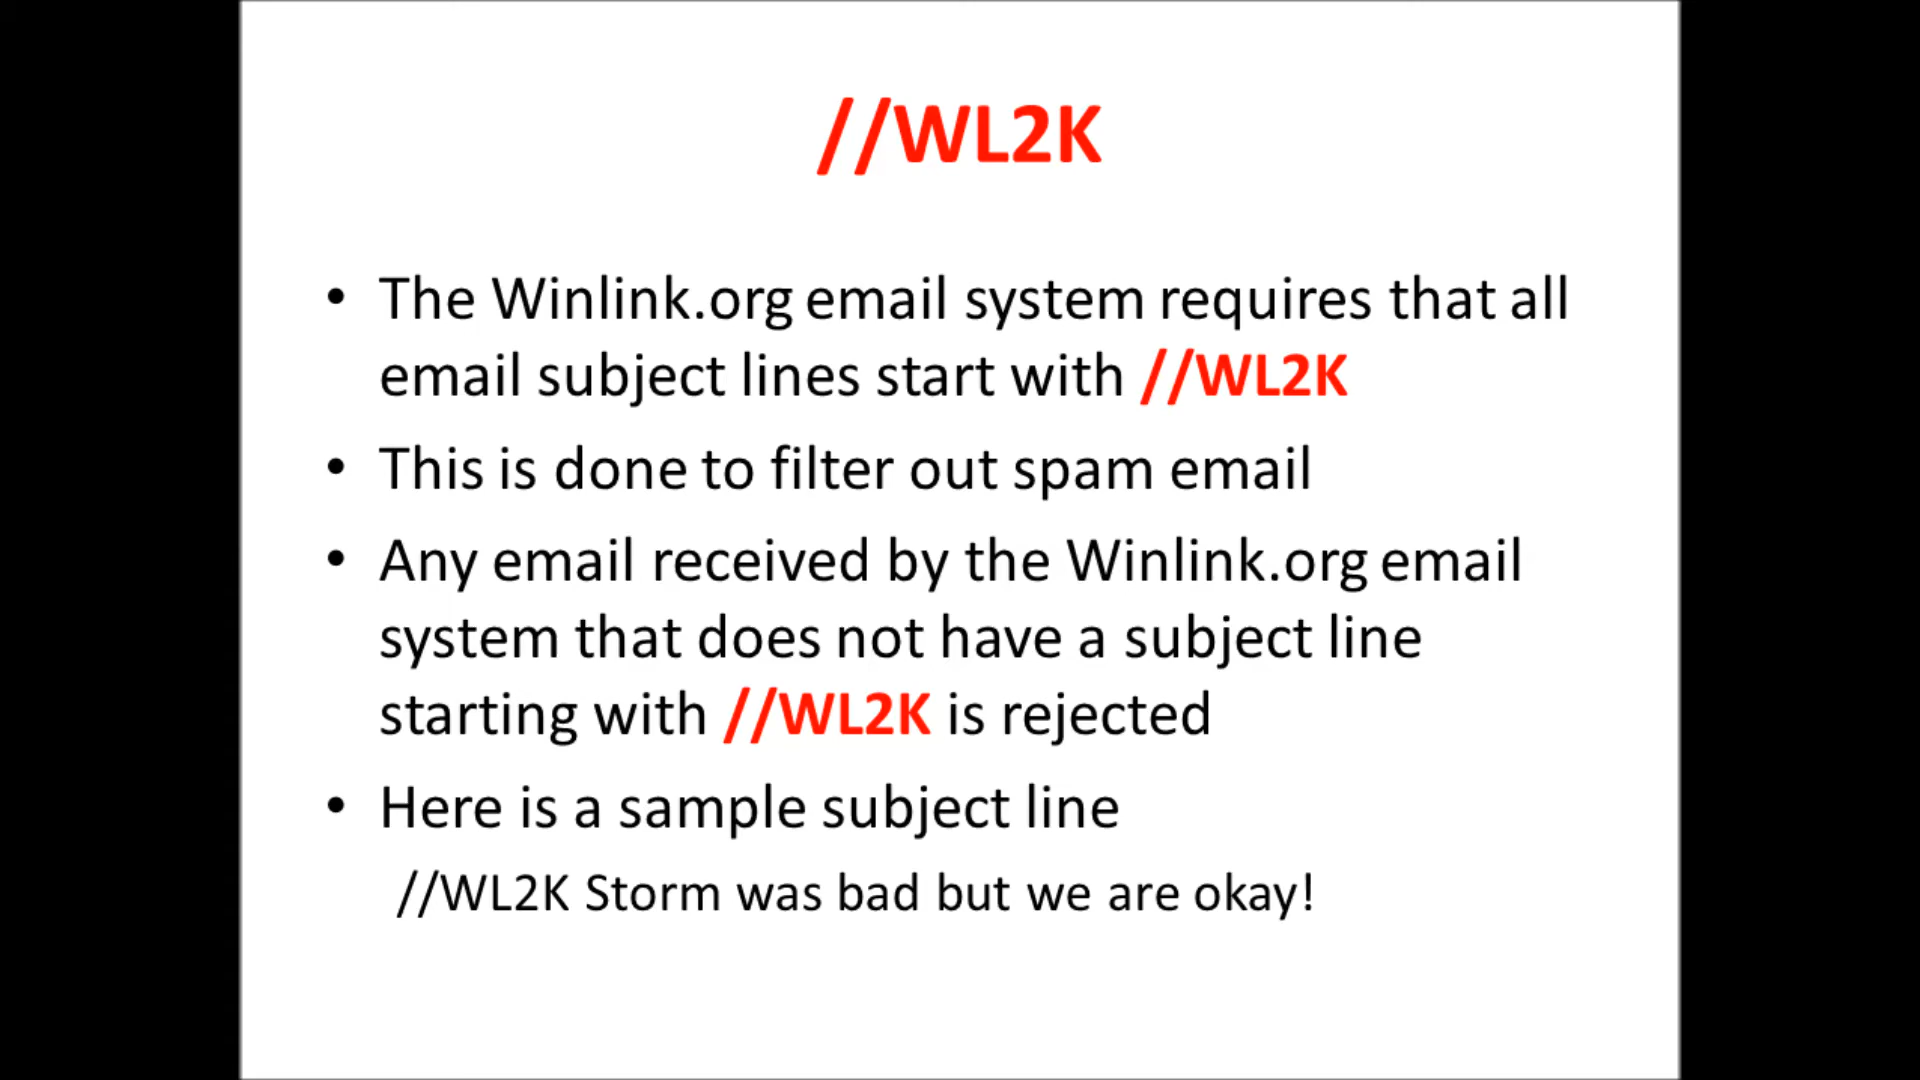 //WL2K
• The Winlink.org email system requires that all
email subject lines start with //WL2K
• This is done to filter out spam email
• Any email received by the Winlink.org email
system that does not have a subject line
starting with //WL2K is rejected
• Here is a sample subject line
//WL2K Storm was bad but we are okay!